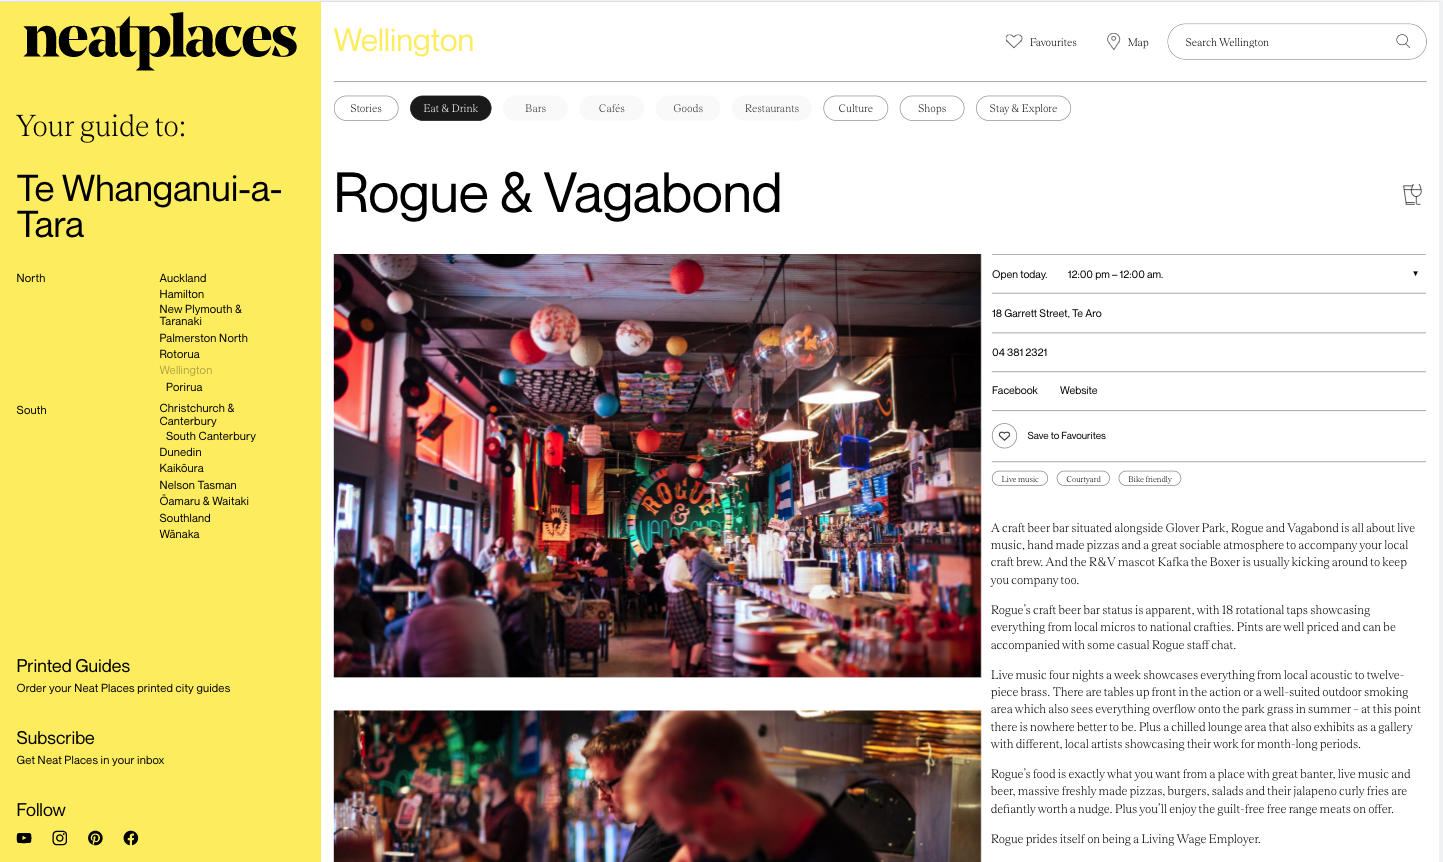 neatplaces
Your guide to:
Te Whanganui-a-
Tara
North
Auckland
Hamilton
New Plymouth &
Taranaki
Palmerston North
Rotorua
Wellington
Porirua
South
Christchurch &
Canterbury
South Canterbury
Dunedin
Kaikōura
Nelson Tasman
Ōamaru & Waitaki
Southland
Wānaka
Printed Guides
Order your Neat Places printed city guides
Subscribe
Get Neat Places in your inbox
Follow
Wellington
Favourites
Map
Search Wellington
Stories
Eat & Drink
Bars
Cafés
Goods
Restaurants
Culture
Shops
Stay & Explore
Rogue & Vagabond
ROGUE
&
VAGABOND
Open today. 12:00 pm – 12:00 am.
18 Garrett Street, Te Aro
04 381 2321
Facebook Website
Save to Favourites
Live music
Courtyard
Bike friendly
A craft beer bar situated alongside Glover Park, Rogue and Vagabond is all about live
music, hand made pizzas and a great sociable atmosphere to accompany your local
craft brew. And the R&V mascot Kafka the Boxer is usually kicking around to keep
you company too.
Rogue's craft beer bar status is apparent, with 18 rotational taps showcasing
everything from local micros to national crafties. Pints are well priced and can be
accompanied with some casual Rogue staff chat.
Live music four nights a week showcases everything from local acoustic to twelve-
piece brass. There are tables up front in the action or a well-suited outdoor smoking
area which also sees everything overflow onto the park grass in summer – at this point
there is nowhere better to be. Plus a chilled lounge area that also exhibits as a gallery
with different, local artists showcasing their work for month-long periods.
Rogue's food is exactly what you want from a place with great banter, live music and
beer, massive freshly made pizzas, burgers, salads and their jalapeno curly fries are
defiantly worth a nudge. Plus you'll enjoy the guilt-free free range meats on offer.
Rogue prides itself on being a Living Wage Employer.